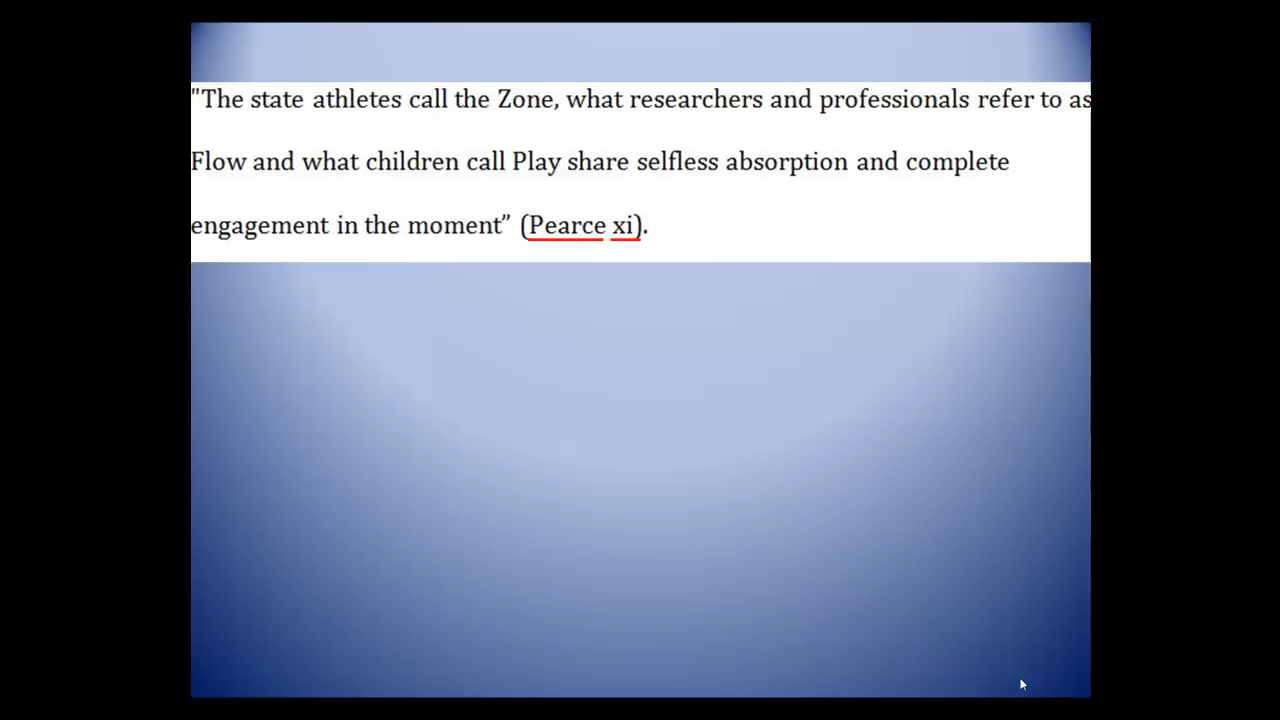 "The state athletes call the Zone, what researchers and professionals refer to as
Flow and what children call Play share selfless absorption and complete
engagement in the moment” (Pearce xi).